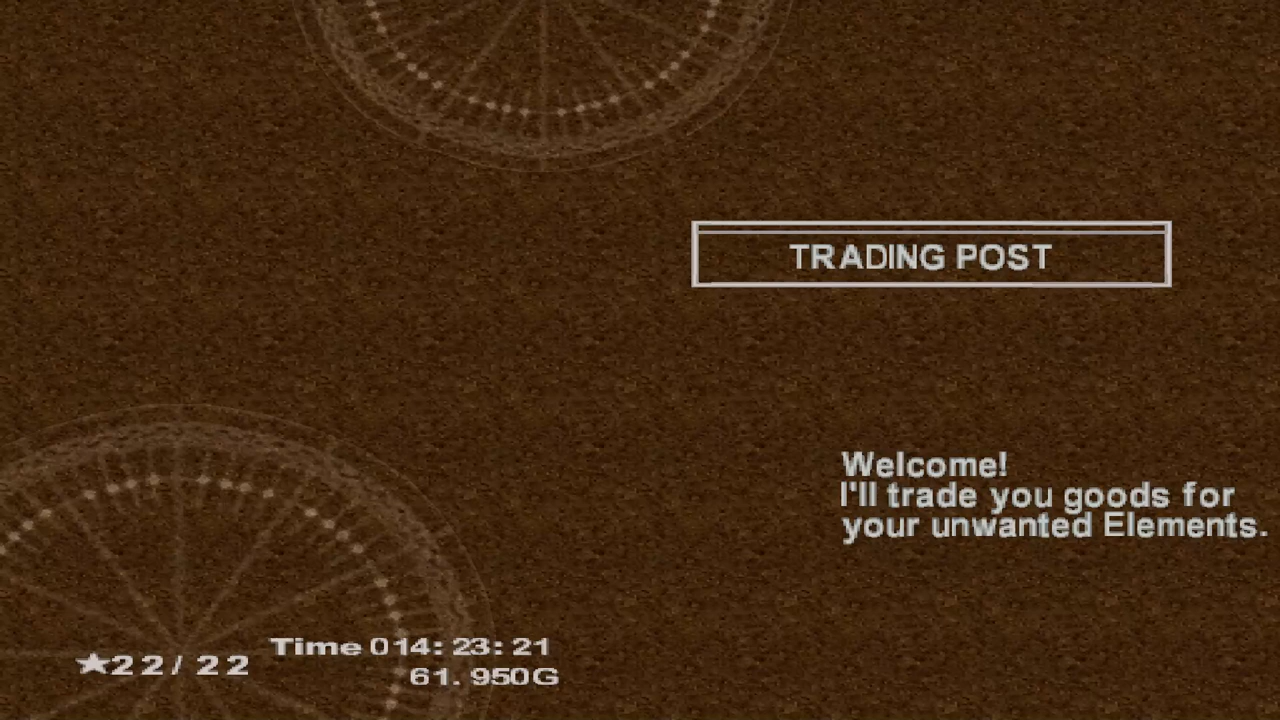 TRADING POST
Welcome!
I'll trade you goods for
your unwanted Elements.
Time 014:23:21
★22/22
61.950G